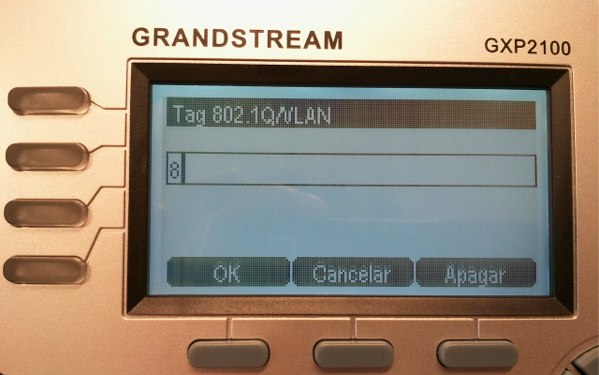 GRANDSTREAM
GXP2100
Tag 802.1Q/VLAN
8
OK Cancelar Apagar